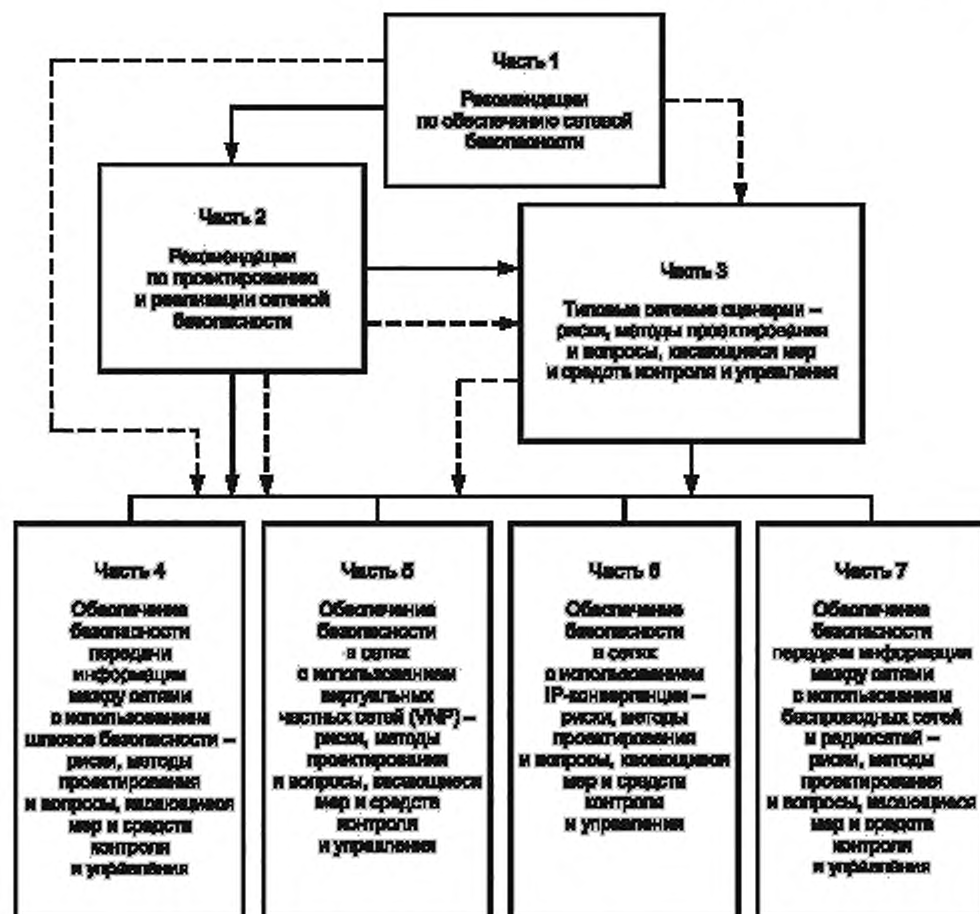 Часть 1
Рекомендации
по обеспечению сетевой
безопасности
Часть 2
Рекомендации
по проектированию
и реализации сетевой
безопасности
Часть 3
Типовые сетевые сценарии –
риски, методы проектирования
и вопросы, касающиеся мер
и средств контроля и управления
Часть 4
Обеспечение
безопасности
передачи
информации
между сетями
с использованием
шлюзов безопасности –
риски, методы
проектирования
и вопросы, касающиеся
мер и средств
контроля
и управления
Часть 5
Обеспечение
безопасности
в сетях
с использованием
виртуальных
частных сетей (VNP) –
риски, методы
проектирования
и вопросы, касающиеся
мер и средств
контроля
и управления
Часть 6
Обеспечение
безопасности
в сетях
с использованием
IP-конвергенции –
риски, методы
проектирования
и вопросы, касающиеся
мер и средств
контроля
и управления
Часть 7
Обеспечение
безопасности
передачи информации
между сетями
с использованием
беспроводных сетей
и радиосетей –
риски, методы
проектирования
и вопросы, касающиеся
мер и средств
контроля
и управления